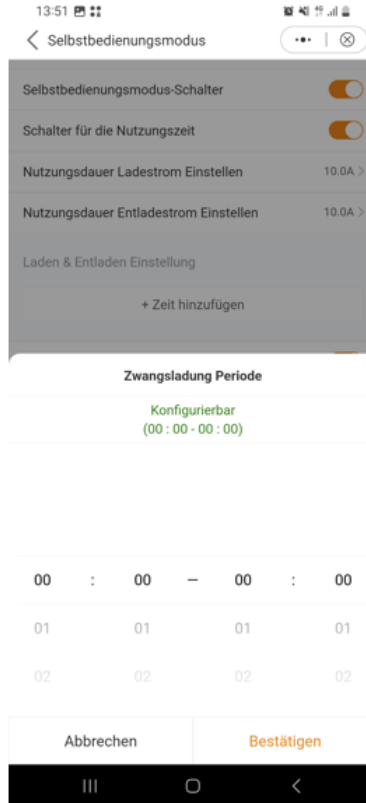 13:51
Selbstbedienungsmodus
Selbstbedienungsmodus-Schalter
Schalter für die Nutzungszeit
Nutzungsdauer Ladestrom Einstellen 10.0A >
Nutzungsdauer Entladestrom Einstellen 10.0A >
Laden & Entladen Einstellung
+ Zeit hinzufügen
Zwangsladung Periode
Konfigurierbar
(00 : 00 - 00 : 00)
00 : 00 – 00 : 00
01 01 01 01
02 02 02 02
Abbrechen Bestätigen